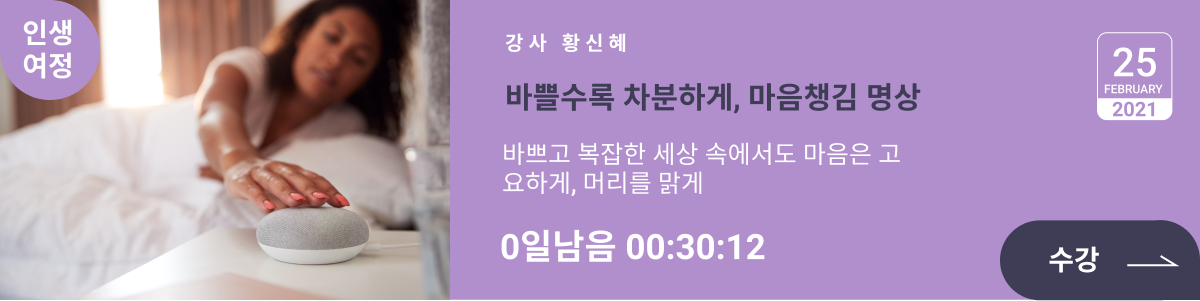 인생
여정
강사 황신혜
바쁠수록 차분하게, 마음챙김 명상
바쁘고 복잡한 세상 속에서도 마음은 고
요하게, 머리를 맑게
0일남음 00:30:12
25
FEBRUARY
2021
수강